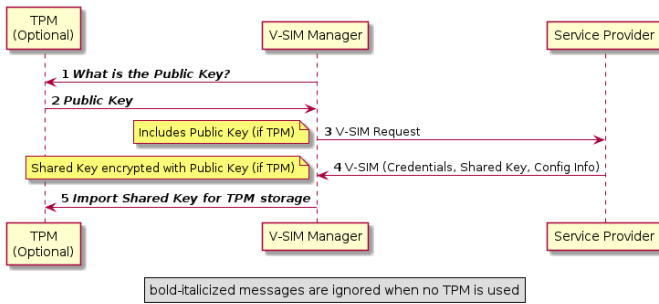 TPM
(Optional)
V-SIM Manager
Service Provider
1 What is the Public Key?
2 Public Key
Includes Public Key (if TPM)
3 V-SIM Request
Shared Key encrypted with Public Key (if TPM)
4 V-SIM (Credentials, Shared Key, Config Info)
5 Import Shared Key for TPM storage
TPM
(Optional)
V-SIM Manager
Service Provider
bold-italicized messages are ignored when no TPM is used